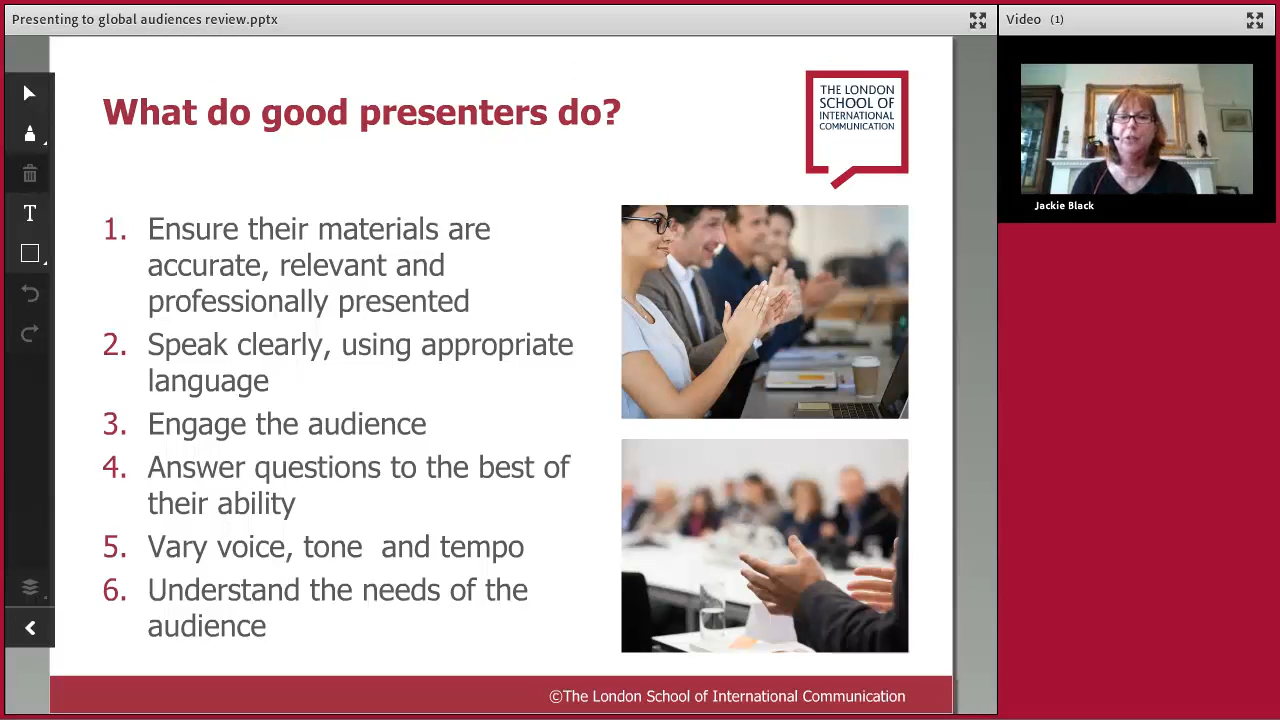 Presenting to global audiences review.pptx
Video (1)
What do good presenters do?
THE LONDON
SCHOOL OF
INTERNATIONAL
COMMUNICATION
Jackie Black
1. Ensure their materials are
accurate, relevant and
professionally presented
2. Speak clearly, using appropriate
language
3. Engage the audience
4. Answer questions to the best of
their ability
5. Vary voice, tone  and tempo
6. Understand the needs of the
audience
©The London School of International Communication